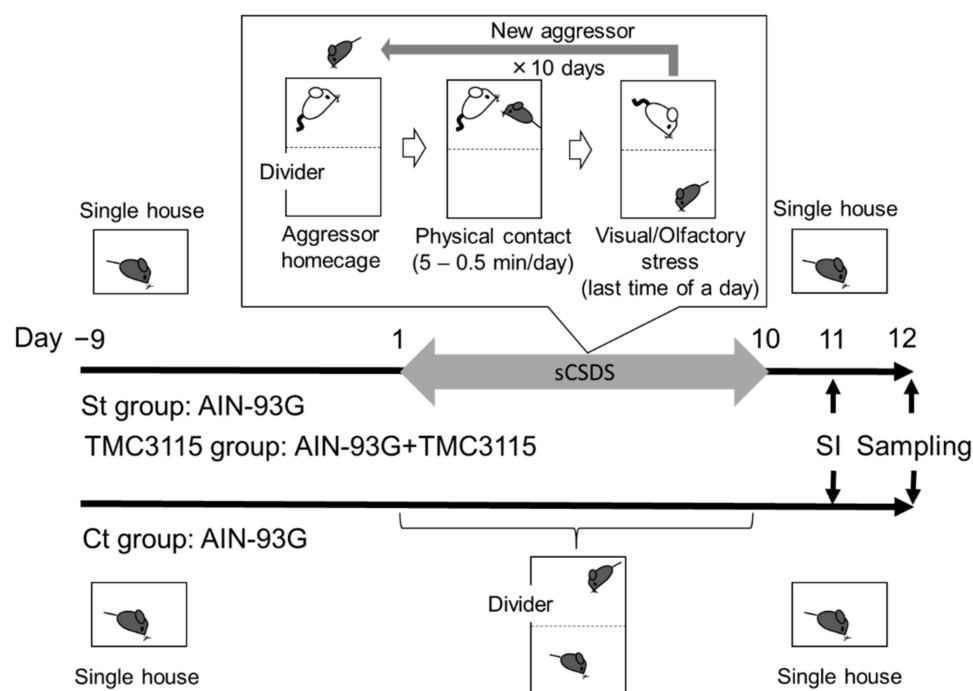 New aggressor
× 10 days
Divider
Aggressor
homecage
Physical contact
(5 – 0.5 min/day)
Visual/Olfactory
stress
(last time of a day)
Single house
Single house
Day −9
1
10
11
12
sCSDS
St group: AIN-93G
TMC3115 group: AIN-93G+TMC3115
SI
Sampling
Ct group: AIN-93G
Divider
Single house
Single house